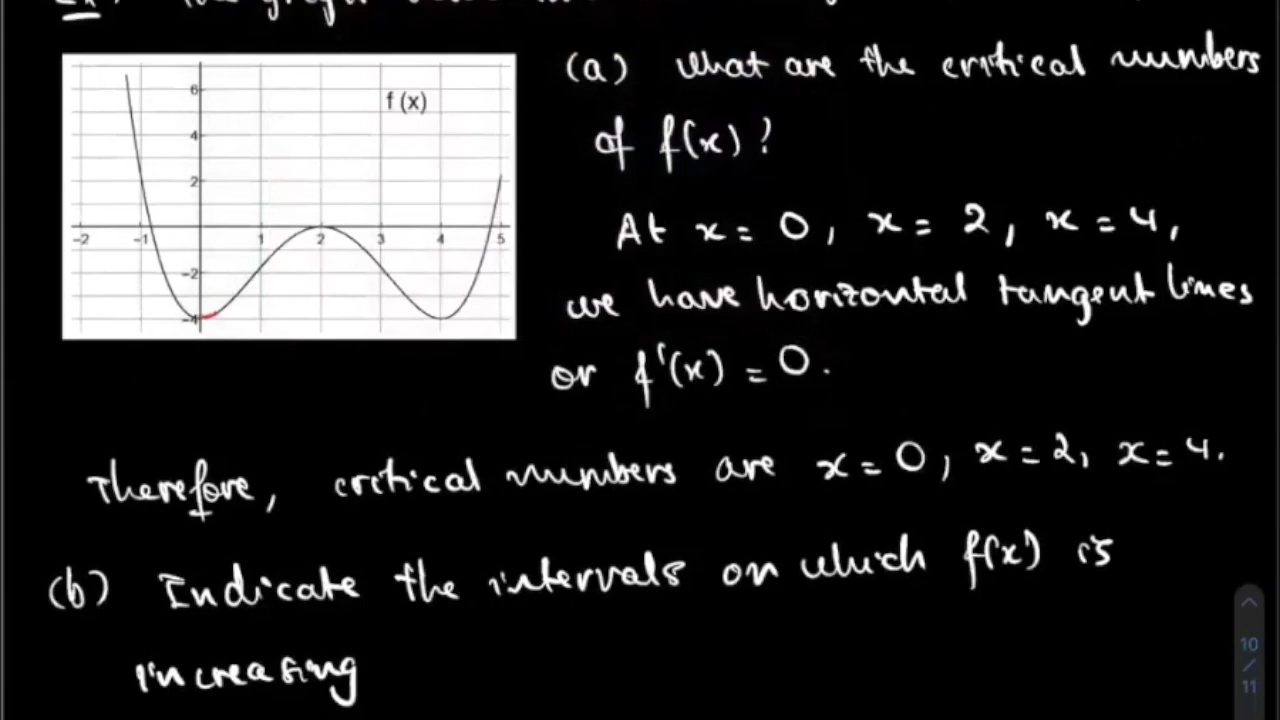 f (x)
6
4
2
-2 -1 1 2 3 4 5
-2
-4
(a) what are the critical numbers
of f(x)?
At x = 0, x = 2, x = 4,
we have horizontal tangent lines
or f'(x) = 0.
Therefore, critical numbers are x = 0, x = 2, x = 4.
(b) Indicate the intervals on which f(x) is
increasing
10
/
11